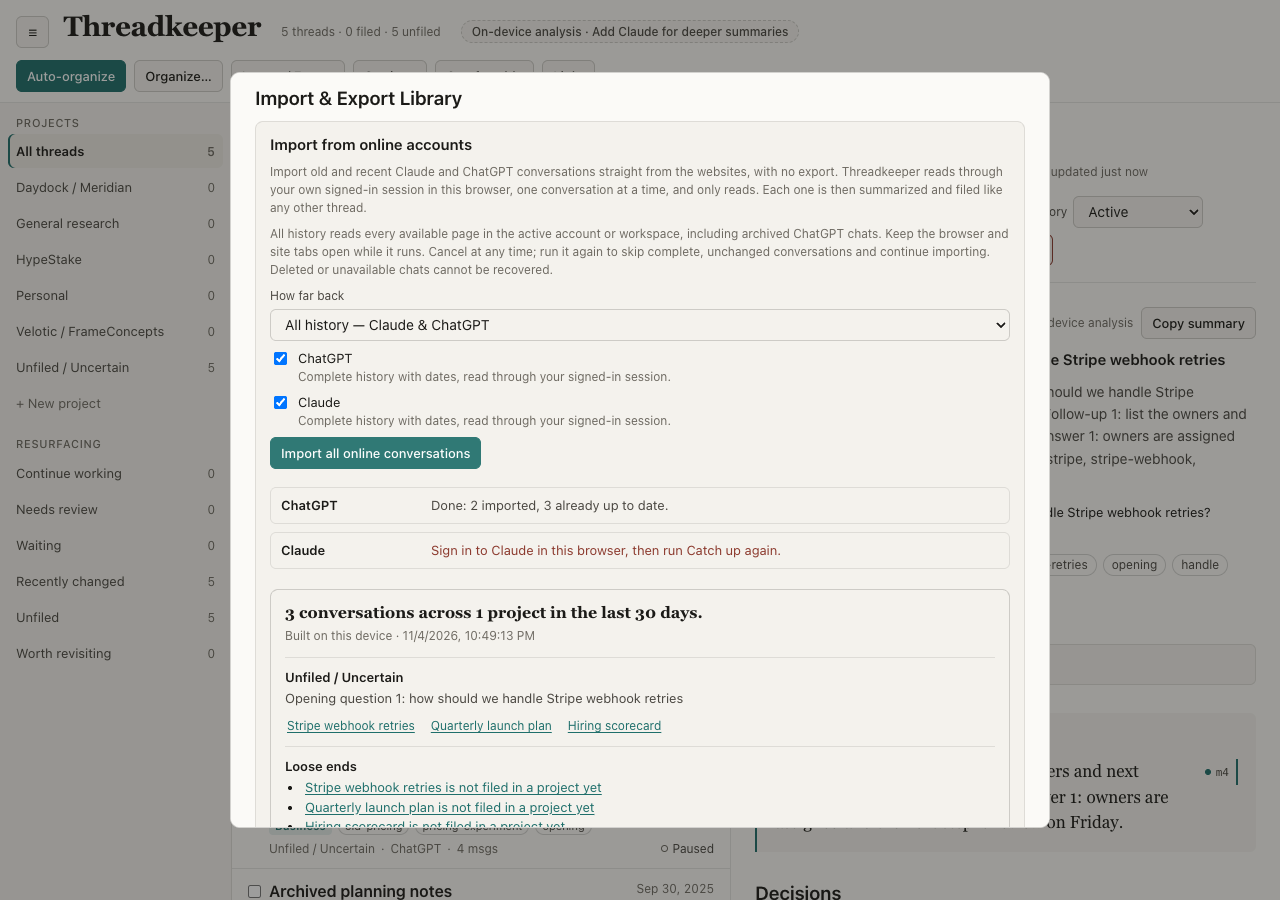 ≡
Threadkeeper
5 threads · 0 filed · 5 unfiled
On-device analysis · Add Claude for deeper summaries
Auto-organize
Organize...
PROJECTS
All threads 5
Daydock / Meridian 0
General research 0
HypeStake 0
Personal 0
Velotic / FrameConcepts 0
Unfiled / Uncertain 5
+ New project
RESURFACING
Continue working 0
Needs review 0
Waiting 0
Recently changed 5
Unfiled 5
Worth revisiting 0
Import & Export Library
Import from online accounts
Import old and recent Claude and ChatGPT conversations straight from the websites, with no export. Threadkeeper reads through
your own signed-in session in this browser, one conversation at a time, and only reads. Each one is then summarized and filed like
any other thread.
All history reads every available page in the active account or workspace, including archived ChatGPT chats. Keep the browser and
site tabs open while it runs. Cancel at any time; run it again to skip complete, unchanged conversations and continue importing.
Deleted or unavailable chats cannot be recovered.
How far back
All history — Claude & ChatGPT
ChatGPT
Complete history with dates, read through your signed-in session.
Claude
Complete history with dates, read through your signed-in session.
Import all online conversations
ChatGPT Done: 2 imported, 3 already up to date.
Claude Sign in to Claude in this browser, then run Catch up again.
3 conversations across 1 project in the last 30 days.
Built on this device · 11/4/2026, 10:49:13 PM
Unfiled / Uncertain
Opening question 1: how should we handle Stripe webhook retries
Stripe webhook retries Quarterly launch plan Hiring scorecard
Loose ends
Stripe webhook retries is not filed in a project yet
Quarterly launch plan is not filed in a project yet
Hiring scorecard is not filed in a project yet
Unfiled / Uncertain · ChatGPT · 4 msgs
Paused
Archived planning notes
Sep 30, 2025
updated just now
Active
device analysis
Copy summary
e Stripe webhook retries
should we handle Stripe
follow-up 1: list the owners and
answer 1: owners are assigned
stripe, stripe-webhook,
dle Stripe webhook retries?
retries
opening
handle
ers and next
m4
er 1: owners are
on Friday.
Decisions